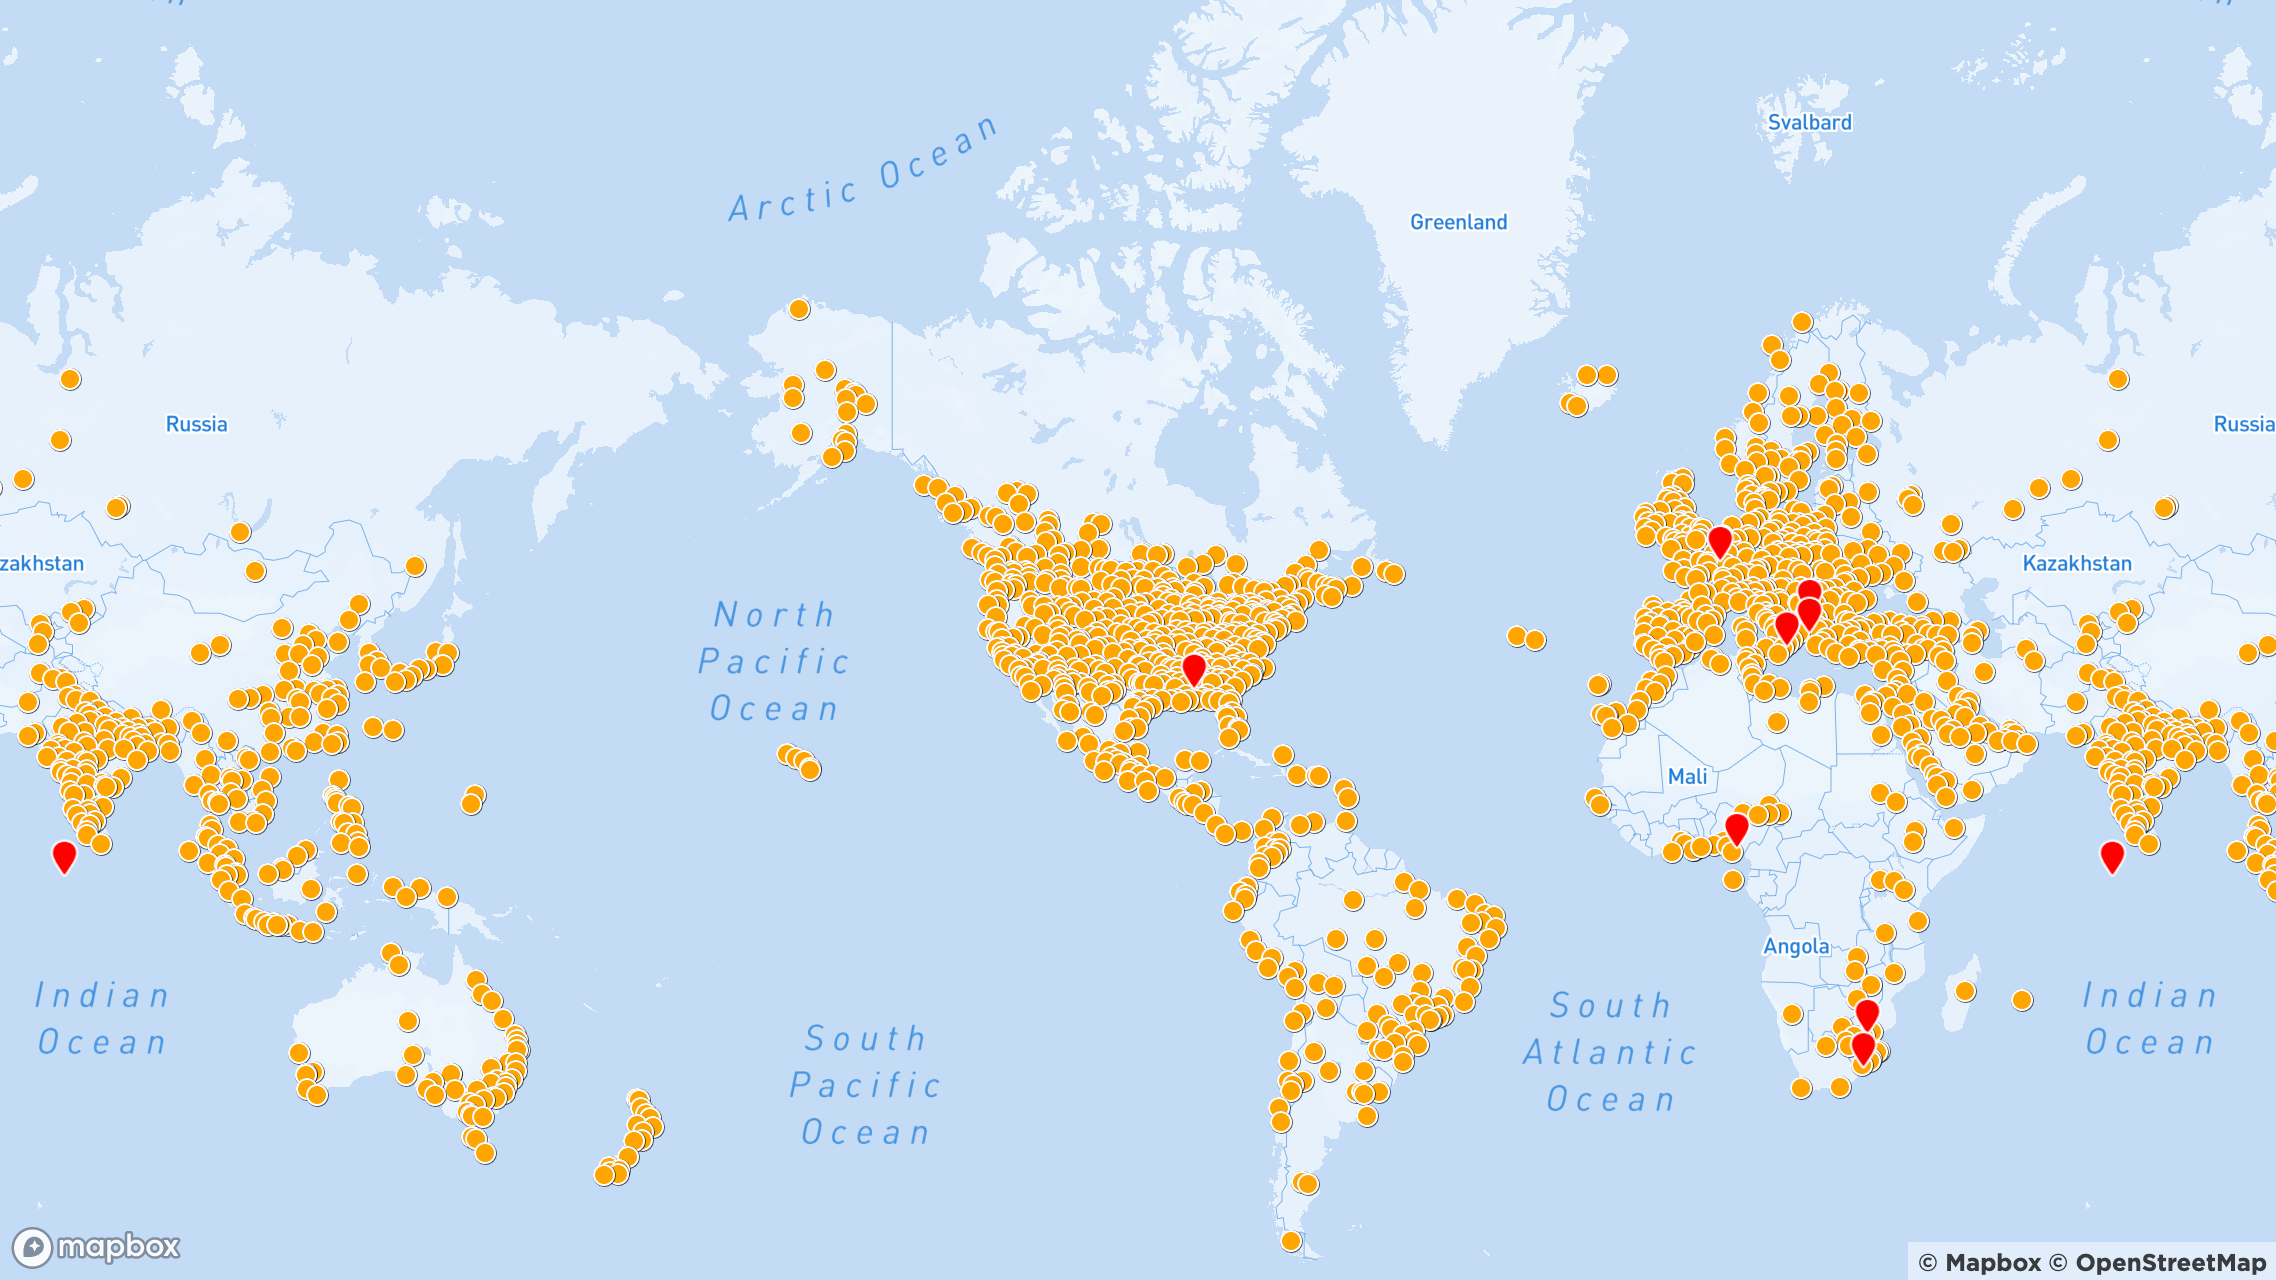 Svalbard
Arctic Ocean
Greenland
Russia
Russia
zakhstan
Kazakhstan
North
Pacific
Ocean
Mali
Angola
Indian
Ocean
South
Pacific
Ocean
South
Atlantic
Ocean
Indian
Ocean
mapbox
© Mapbox © OpenStreetMap